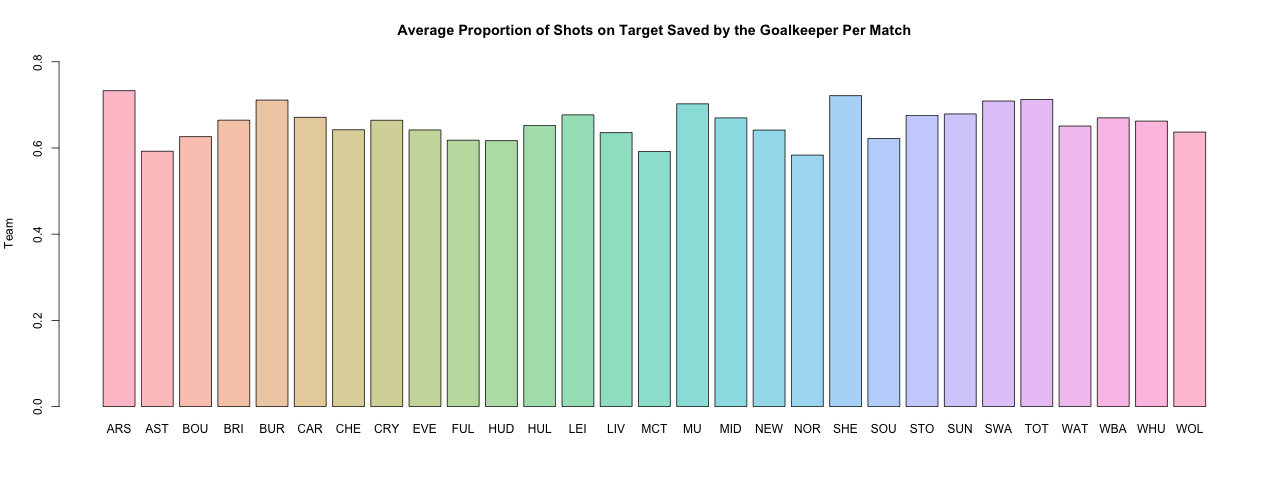 Average Proportion of Shots on Target Saved by the Goalkeeper Per Match
Team
0.8
0.6
0.4
0.2
0.0
ARS AST BOU BRI BUR CAR CHE CRY EVE FUL HUD HUL LEI LIV MCT MU MID NEW NOR SHE SOU STO SUN SWA TOT WAT WBA WHU WOL